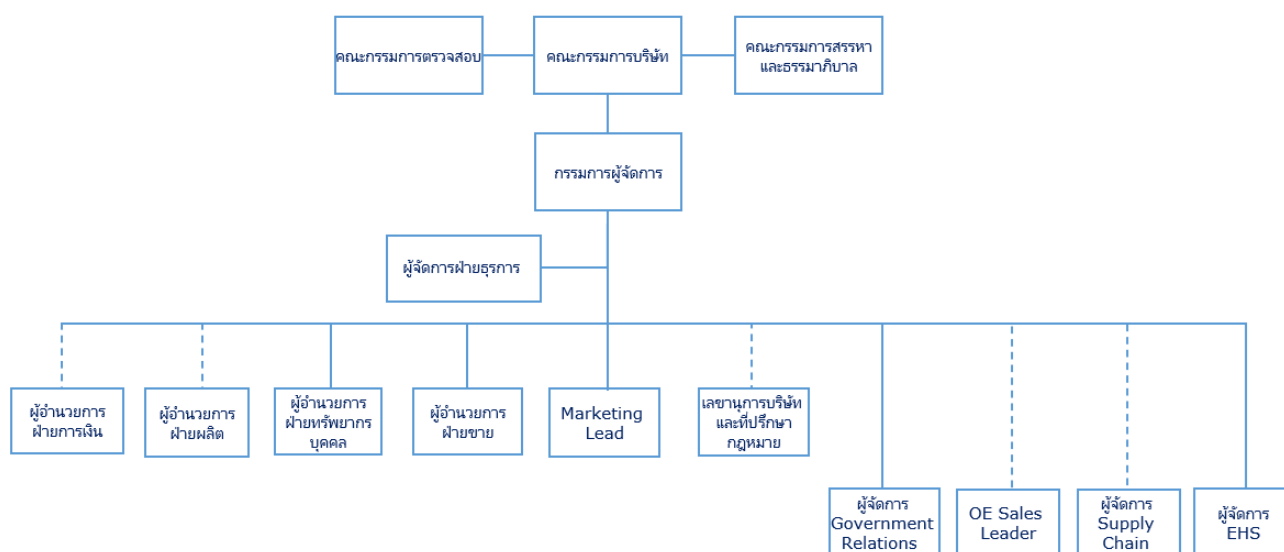 คณะกรรมการตรวจสอบ
คณะกรรมการบริษัท
คณะกรรมการสรรหา
และธรรมาภิบาล
กรรมการผู้จัดการ
ผู้จัดการฝ่ายธุรการ
ผู้อำนวยการ
ฝ่ายการเงิน
ผู้อำนวยการ
ฝ่ายผลิต
ผู้อำนวยการ
ฝ่ายทรัพยากร
บุคคล
ผู้อำนวยการ
ฝ่ายขาย
Marketing
Lead
เลขานุการบริษัท
และที่ปรึกษา
กฎหมาย
ผู้จัดการ
Government
Relations
OE Sales
Leader
ผู้จัดการ
Supply
Chain
ผู้จัดการ
EHS